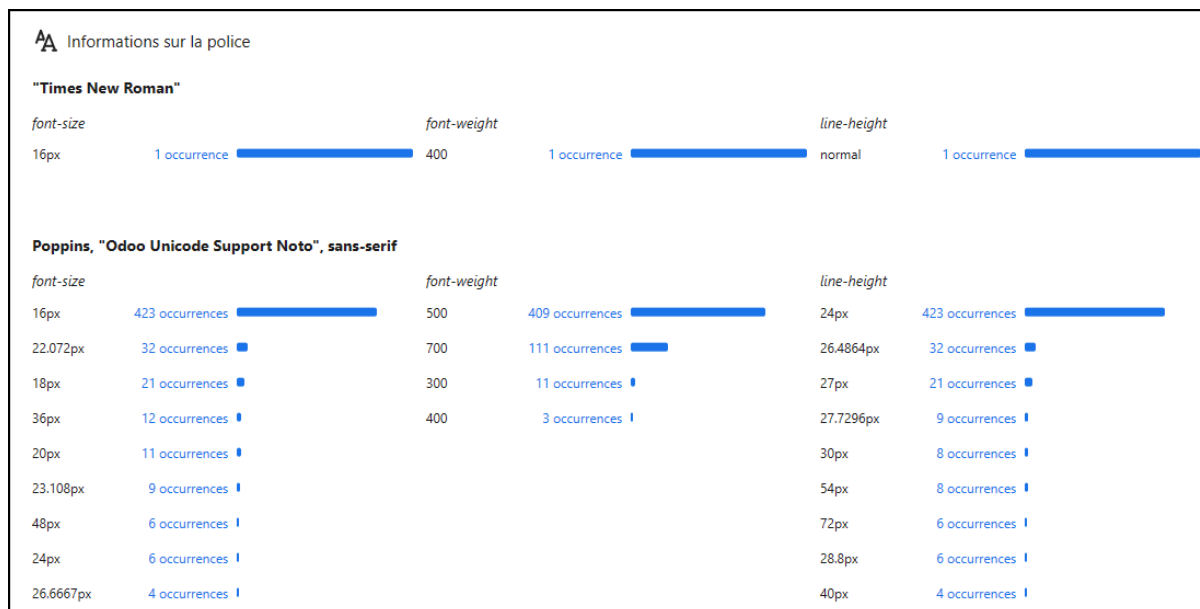 Informations sur la police
"Times New Roman"
font-size font-weight line-height
16px 1 occurrence 400 1 occurrence normal 1 occurrence
Poppins, "Odoo Unicode Support Noto", sans-serif
font-size font-weight line-height
16px 423 occurrences 500 409 occurrences 24px 423 occurrences
22.072px 32 occurrences 700 111 occurrences 26.4864px 32 occurrences
18px 21 occurrences 300 11 occurrences 27px 21 occurrences
36px 12 occurrences 400 3 occurrences 27.7296px 9 occurrences
20px 11 occurrences 30px 8 occurrences
23.108px 9 occurrences 54px 8 occurrences
48px 6 occurrences 72px 6 occurrences
24px 6 occurrences 28.8px 6 occurrences
26.6667px 4 occurrences 40px 4 occurrences